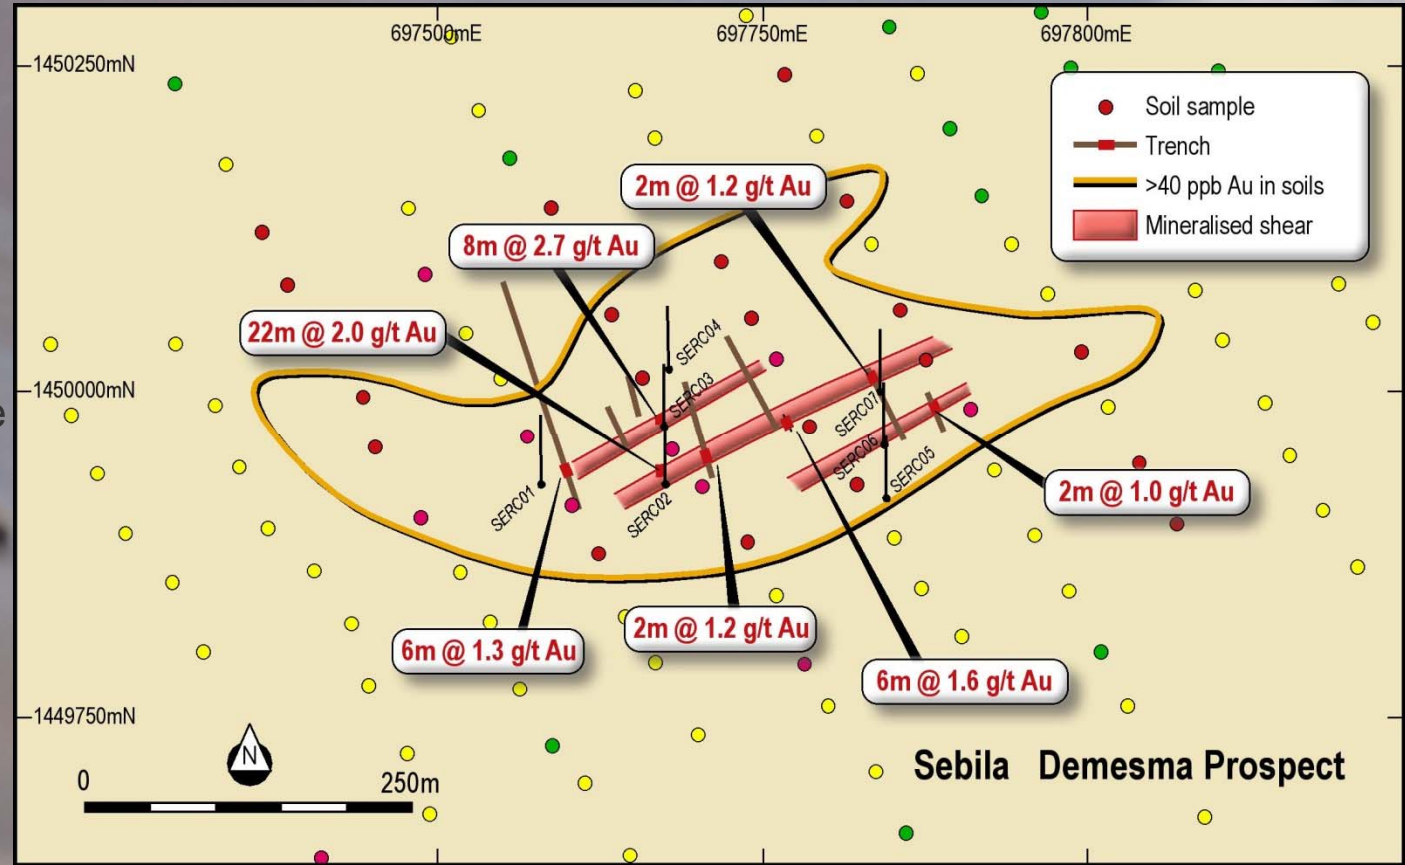 697500mE
697750mE
697800mE
1450250mN
Soil sample
Trench
>40 ppb Au in soils
Mineralised shear
2m @ 1.2 g/t Au
8m @ 2.7 g/t Au
22m @ 2.0 g/t Au
SERC04
1450000mN
SERC03
SERC07
SERC06
SERC05
SERC01
SERC02
2m @ 1.0 g/t Au
6m @ 1.3 g/t Au
2m @ 1.2 g/t Au
6m @ 1.6 g/t Au
1449750mN
N
0
250m
Sebila Demesma Prospect
e